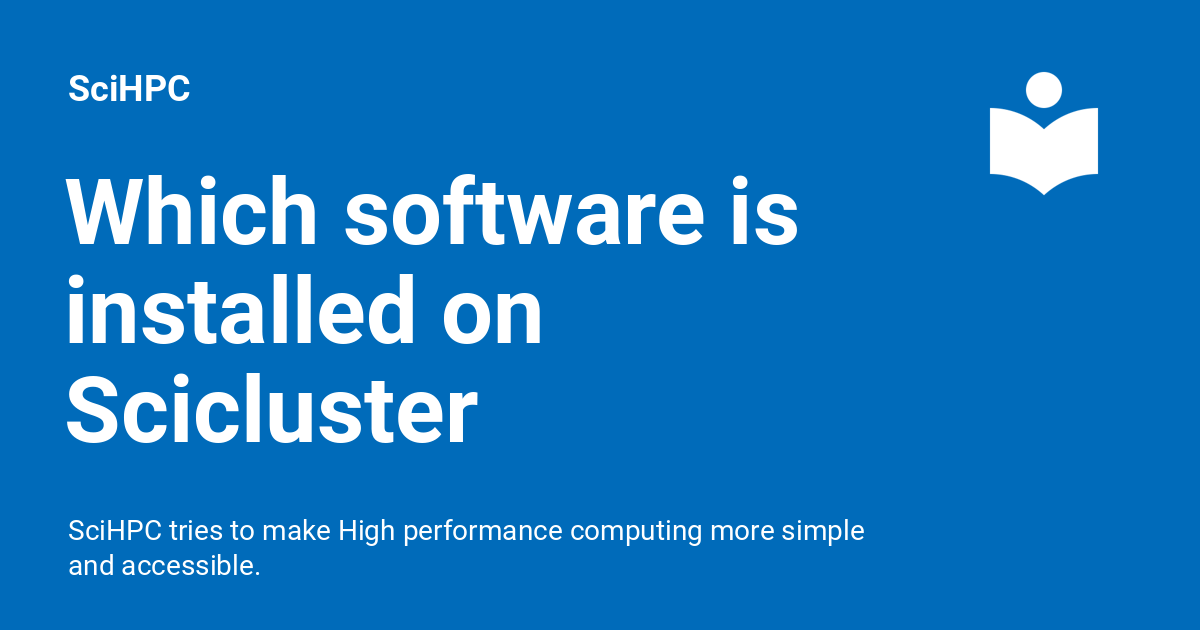 SciHPC
Which software is
installed on
Scicluster
SciHPC tries to make High performance computing more simple
and accessible.